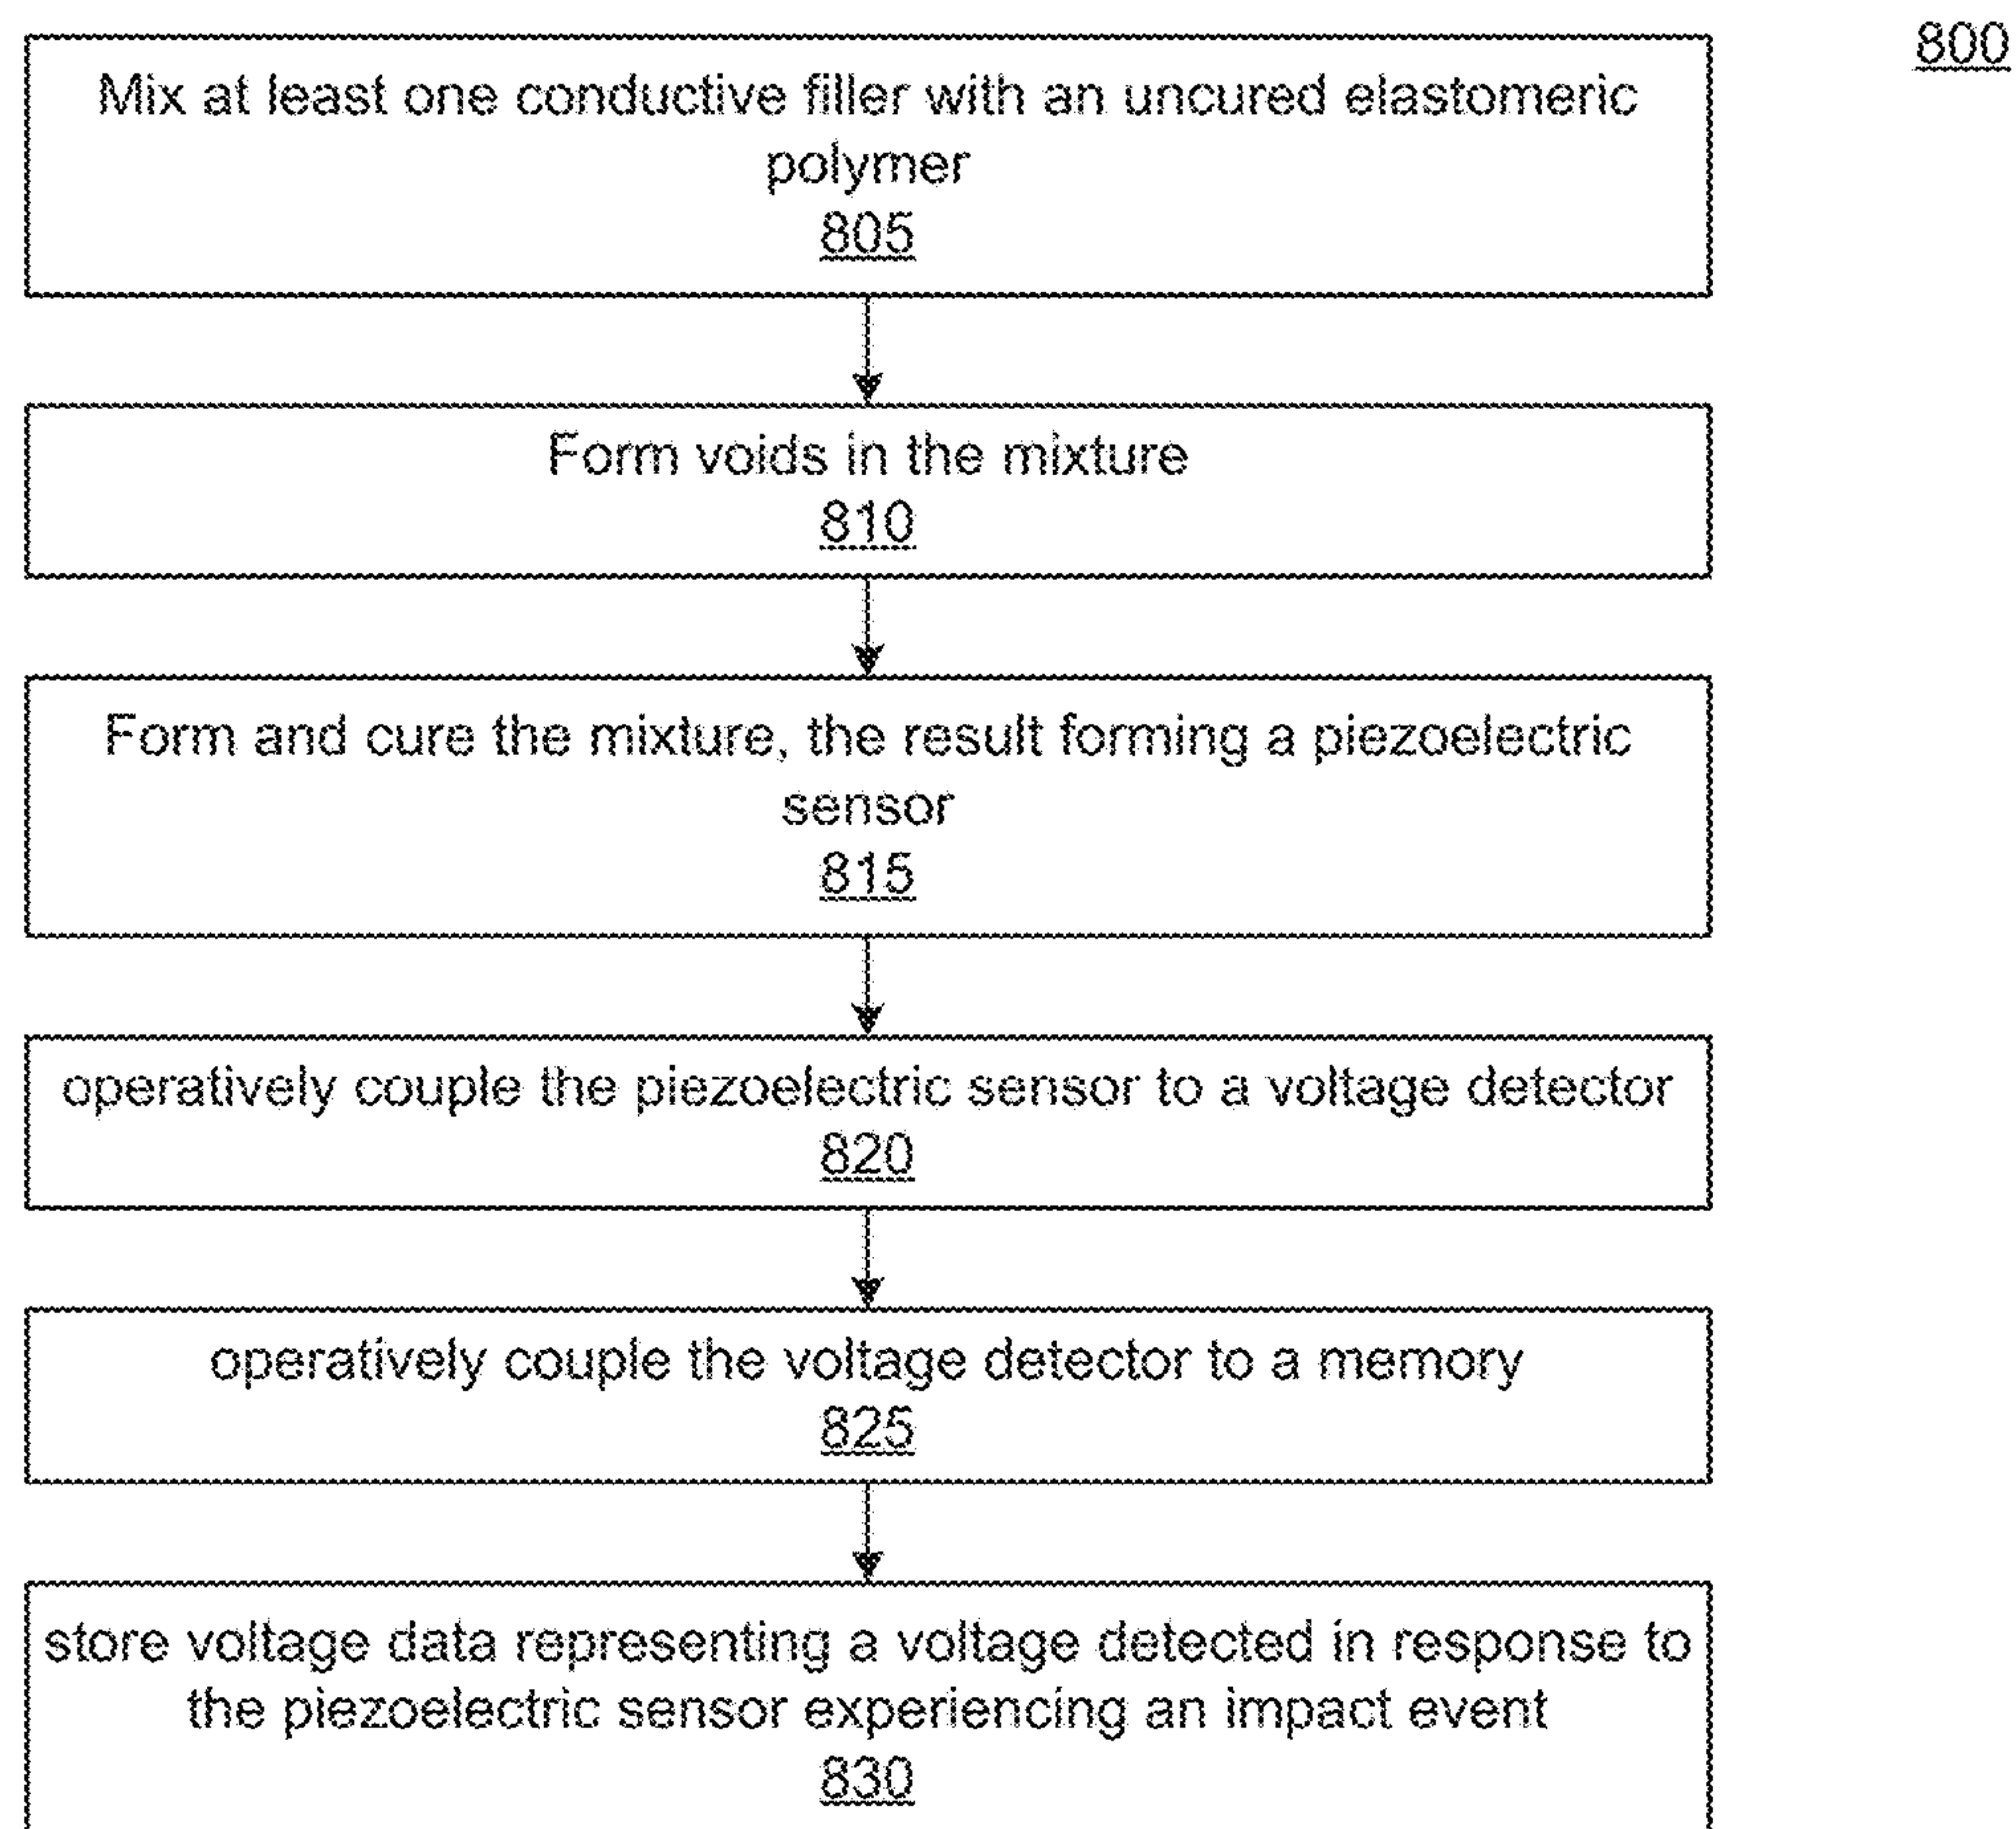 800
Mix at least one conductive filler with an uncured elastomeric
polymer
805
Form voids in the mixture
810
Form and cure the mixture, the result forming a piezoelectric
sensor
815
operatively couple the piezoelectric sensor to a voltage detector
820
operatively couple the voltage detector to a memory
825
store voltage data representing a voltage detected in response to
the piezoelectric sensor experiencing an impact event
830